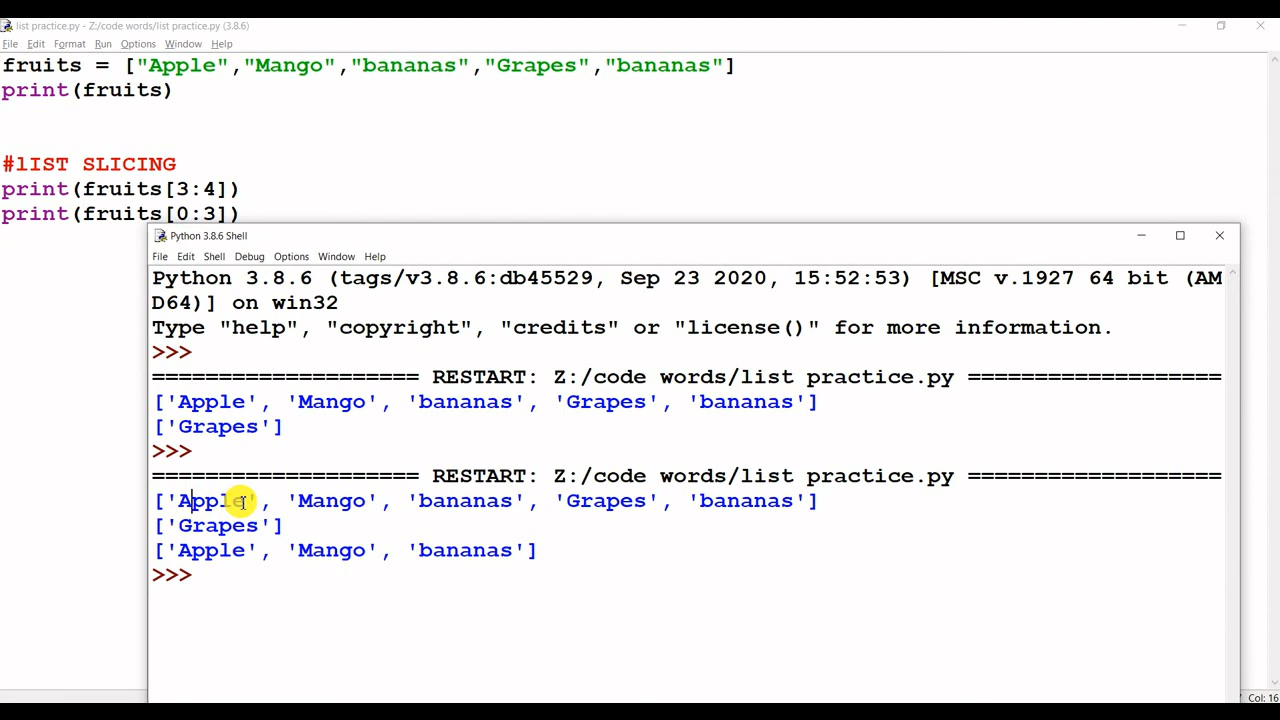 list practice.py - Z:/code words/list practice.py (3.8.6)
File Edit Format Run Options Window Help
fruits = ["Apple","Mango","bananas","Grapes","bananas"]
print(fruits)
#lIST SLICING
print(fruits[3:4])
print(fruits[0:3])
Python 3.8.6 Shell
File Edit Shell Debug Options Window Help
Python 3.8.6 (tags/v3.8.6:db45529, Sep 23 2020, 15:52:53) [MSC v.1927 64 bit (AM
D64)] on win32
Type "help", "copyright", "credits" or "license()" for more information.
>>>
==================== RESTART: Z:/code words/list practice.py ===================
['Apple', 'Mango', 'bananas', 'Grapes', 'bananas']
['Grapes']
>>>
==================== RESTART: Z:/code words/list practice.py ===================
['Apple', 'Mango', 'bananas', 'Grapes', 'bananas']
['Grapes']
['Apple', 'Mango', 'bananas']
>>>
Col: 16